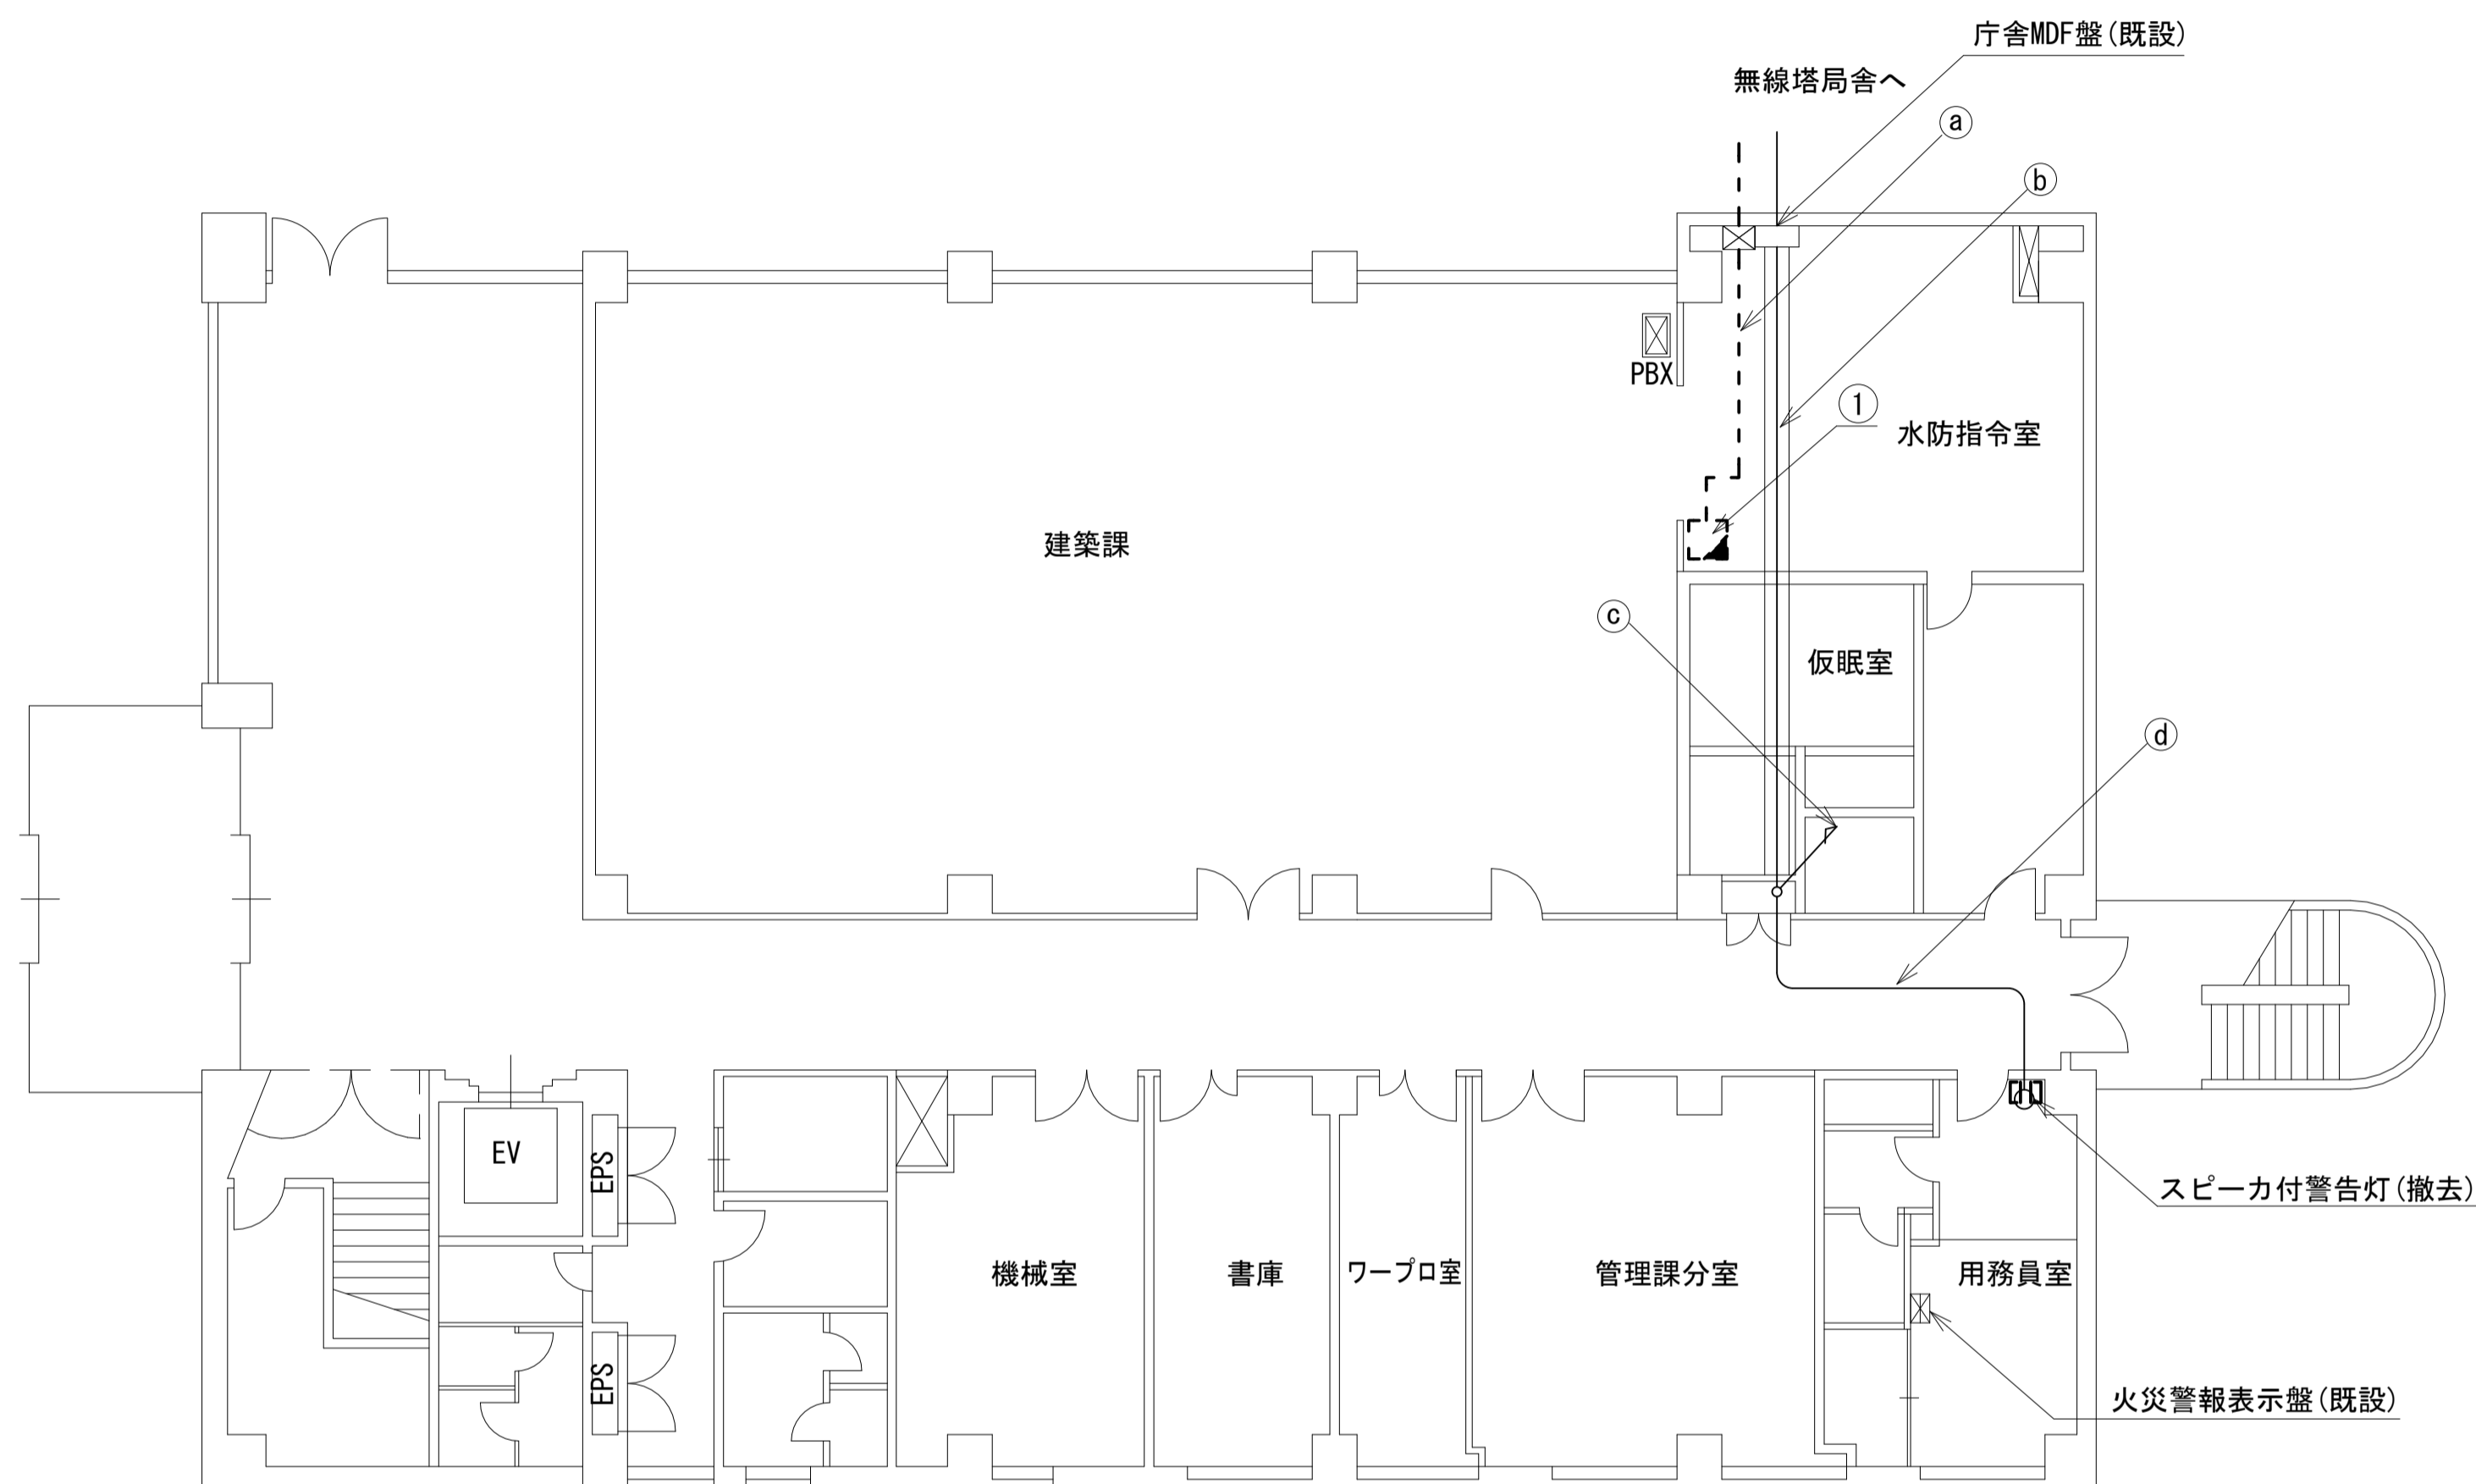 庁舎MDF盤(既設)
無線塔局舎へ
ⓐ
ⓑ
PBX
①
水防指令室
建築課
ⓒ
仮眠室
ⓓ
EV
EPS
スピーカ付警告灯(撤去)
機械室
書庫
ワープロ室
管理課分室
用務員室
EPS
火災警報表示盤(既設)